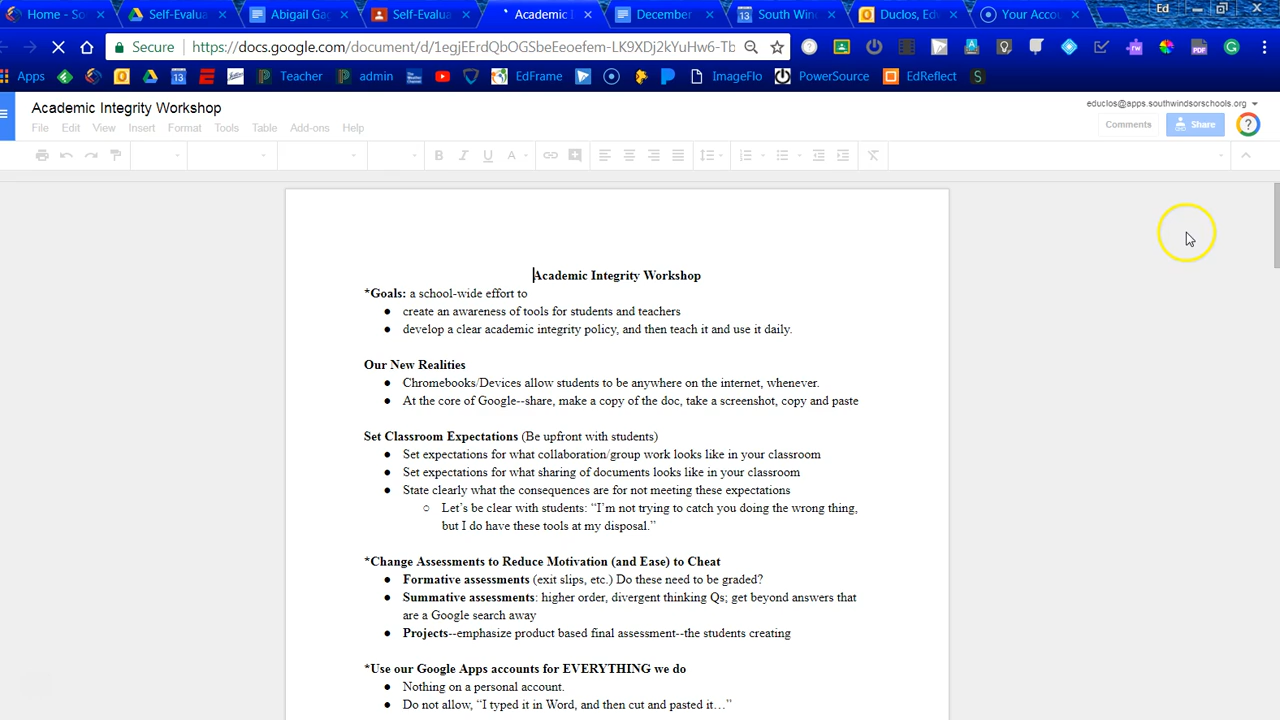 Ed
Home - So
Self-Evalua
Abigail Gag
Self-Evalua
Academic I
December
South Wind
Duclos, Edu
Your Accou
Secure
https://docs.google.com/document/d/1egjEErdQbOGSbeEeoefem-LK9XDj2kYuHw6-Tb
Apps
Teacher
admin
EdFrame
ImageFlo
PowerSource
EdReflect
Academic Integrity Workshop
educlos@apps.southwindsorschools.org
File Edit View Insert Format Tools Table Add-ons Help
Comments
Share
Academic Integrity Workshop
*Goals: a school-wide effort to
● create an awareness of tools for students and teachers
● develop a clear academic integrity policy, and then teach it and use it daily.
Our New Realities
● Chromebooks/Devices allow students to be anywhere on the internet, whenever.
● At the core of Google--share, make a copy of the doc, take a screenshot, copy and paste
Set Classroom Expectations (Be upfront with students)
● Set expectations for what collaboration/group work looks like in your classroom
● Set expectations for what sharing of documents looks like in your classroom
● State clearly what the consequences are for not meeting these expectations
○ Let's be clear with students: “I'm not trying to catch you doing the wrong thing,
but I do have these tools at my disposal.”
*Change Assessments to Reduce Motivation (and Ease) to Cheat
● Formative assessments (exit slips, etc.) Do these need to be graded?
● Summative assessments: higher order, divergent thinking Qs; get beyond answers that
are a Google search away
● Projects--emphasize product based final assessment--the students creating
*Use our Google Apps accounts for EVERYTHING we do
● Nothing on a personal account.
● Do not allow, “I typed it in Word, and then cut and pasted it…”